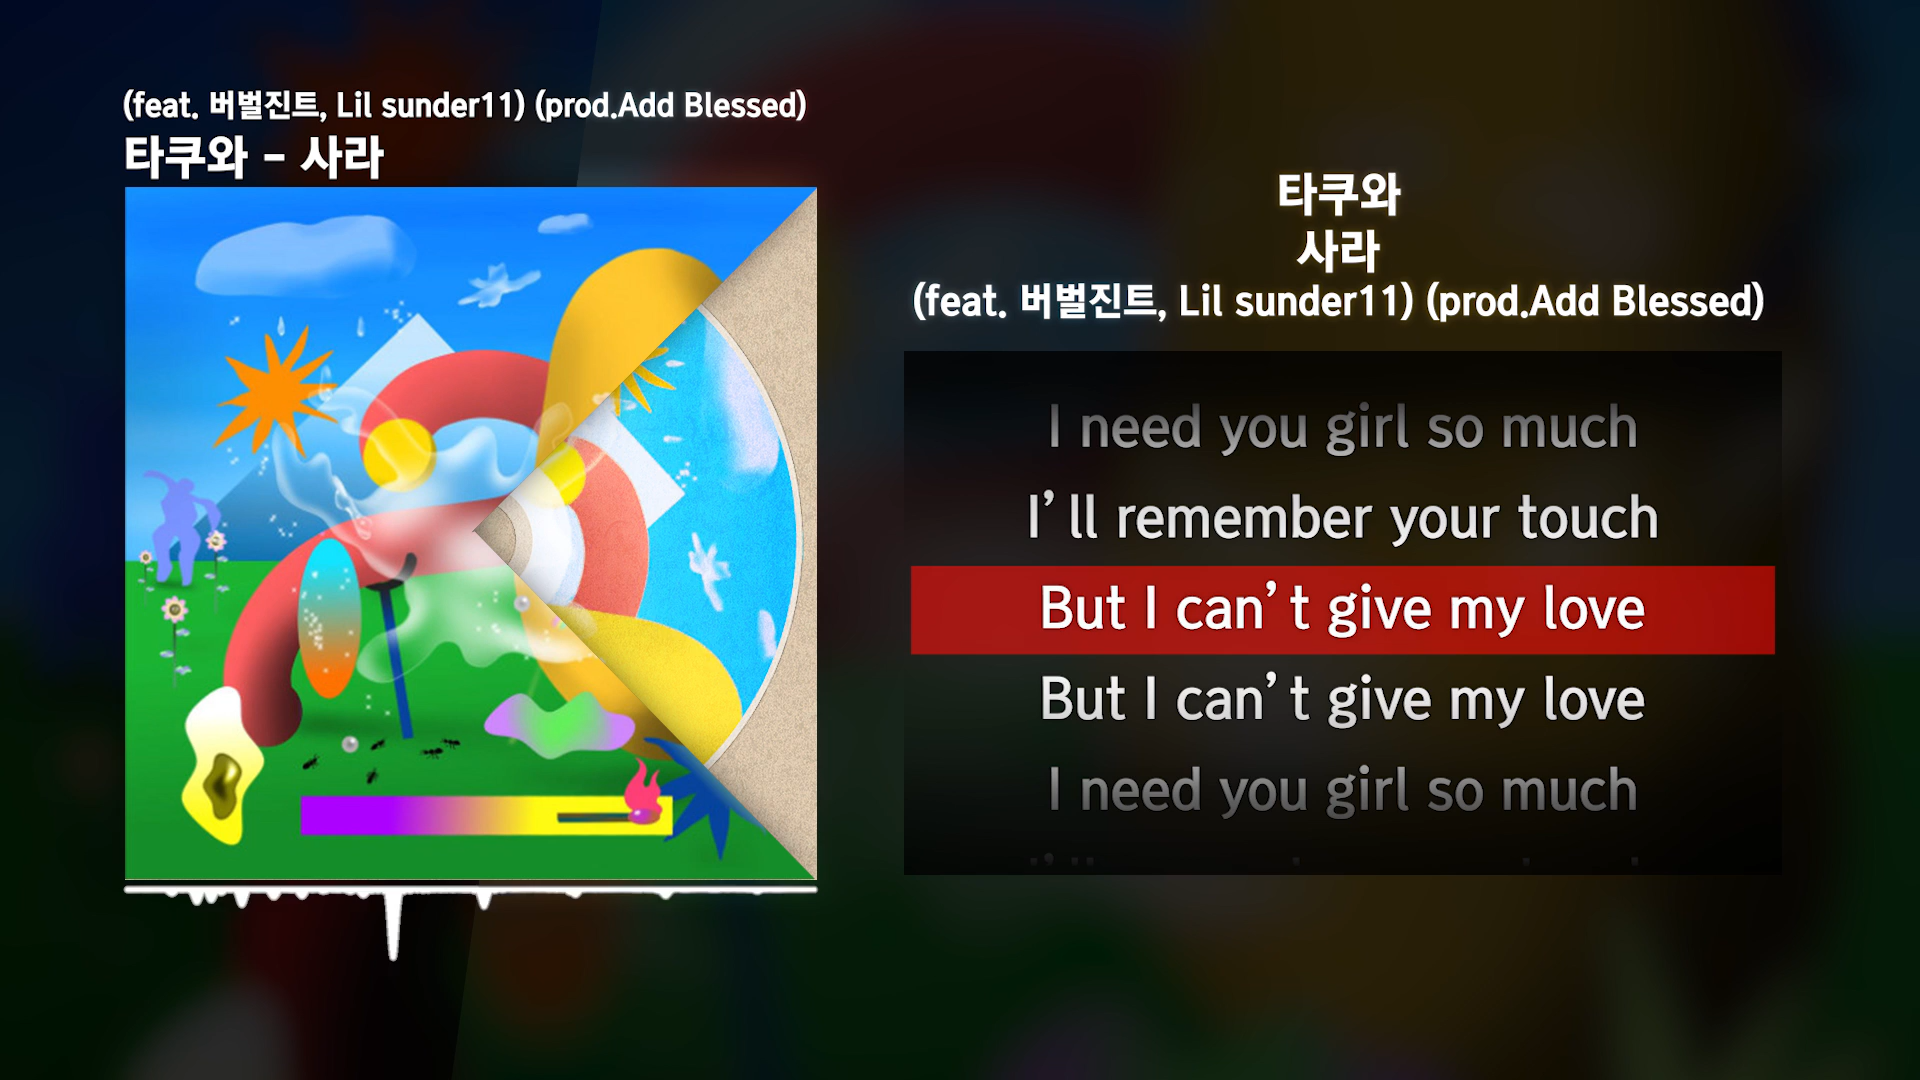 (feat. 버벌진트, Lil sunder11) (prod.Add Blessed)
타쿠와 - 사라
타쿠와
사라
(feat. 버벌진트, Lil sunder11) (prod.Add Blessed)
I need you girl so much
I'll remember your touch
But I can't give my love
But I can't give my love
I need you girl so much